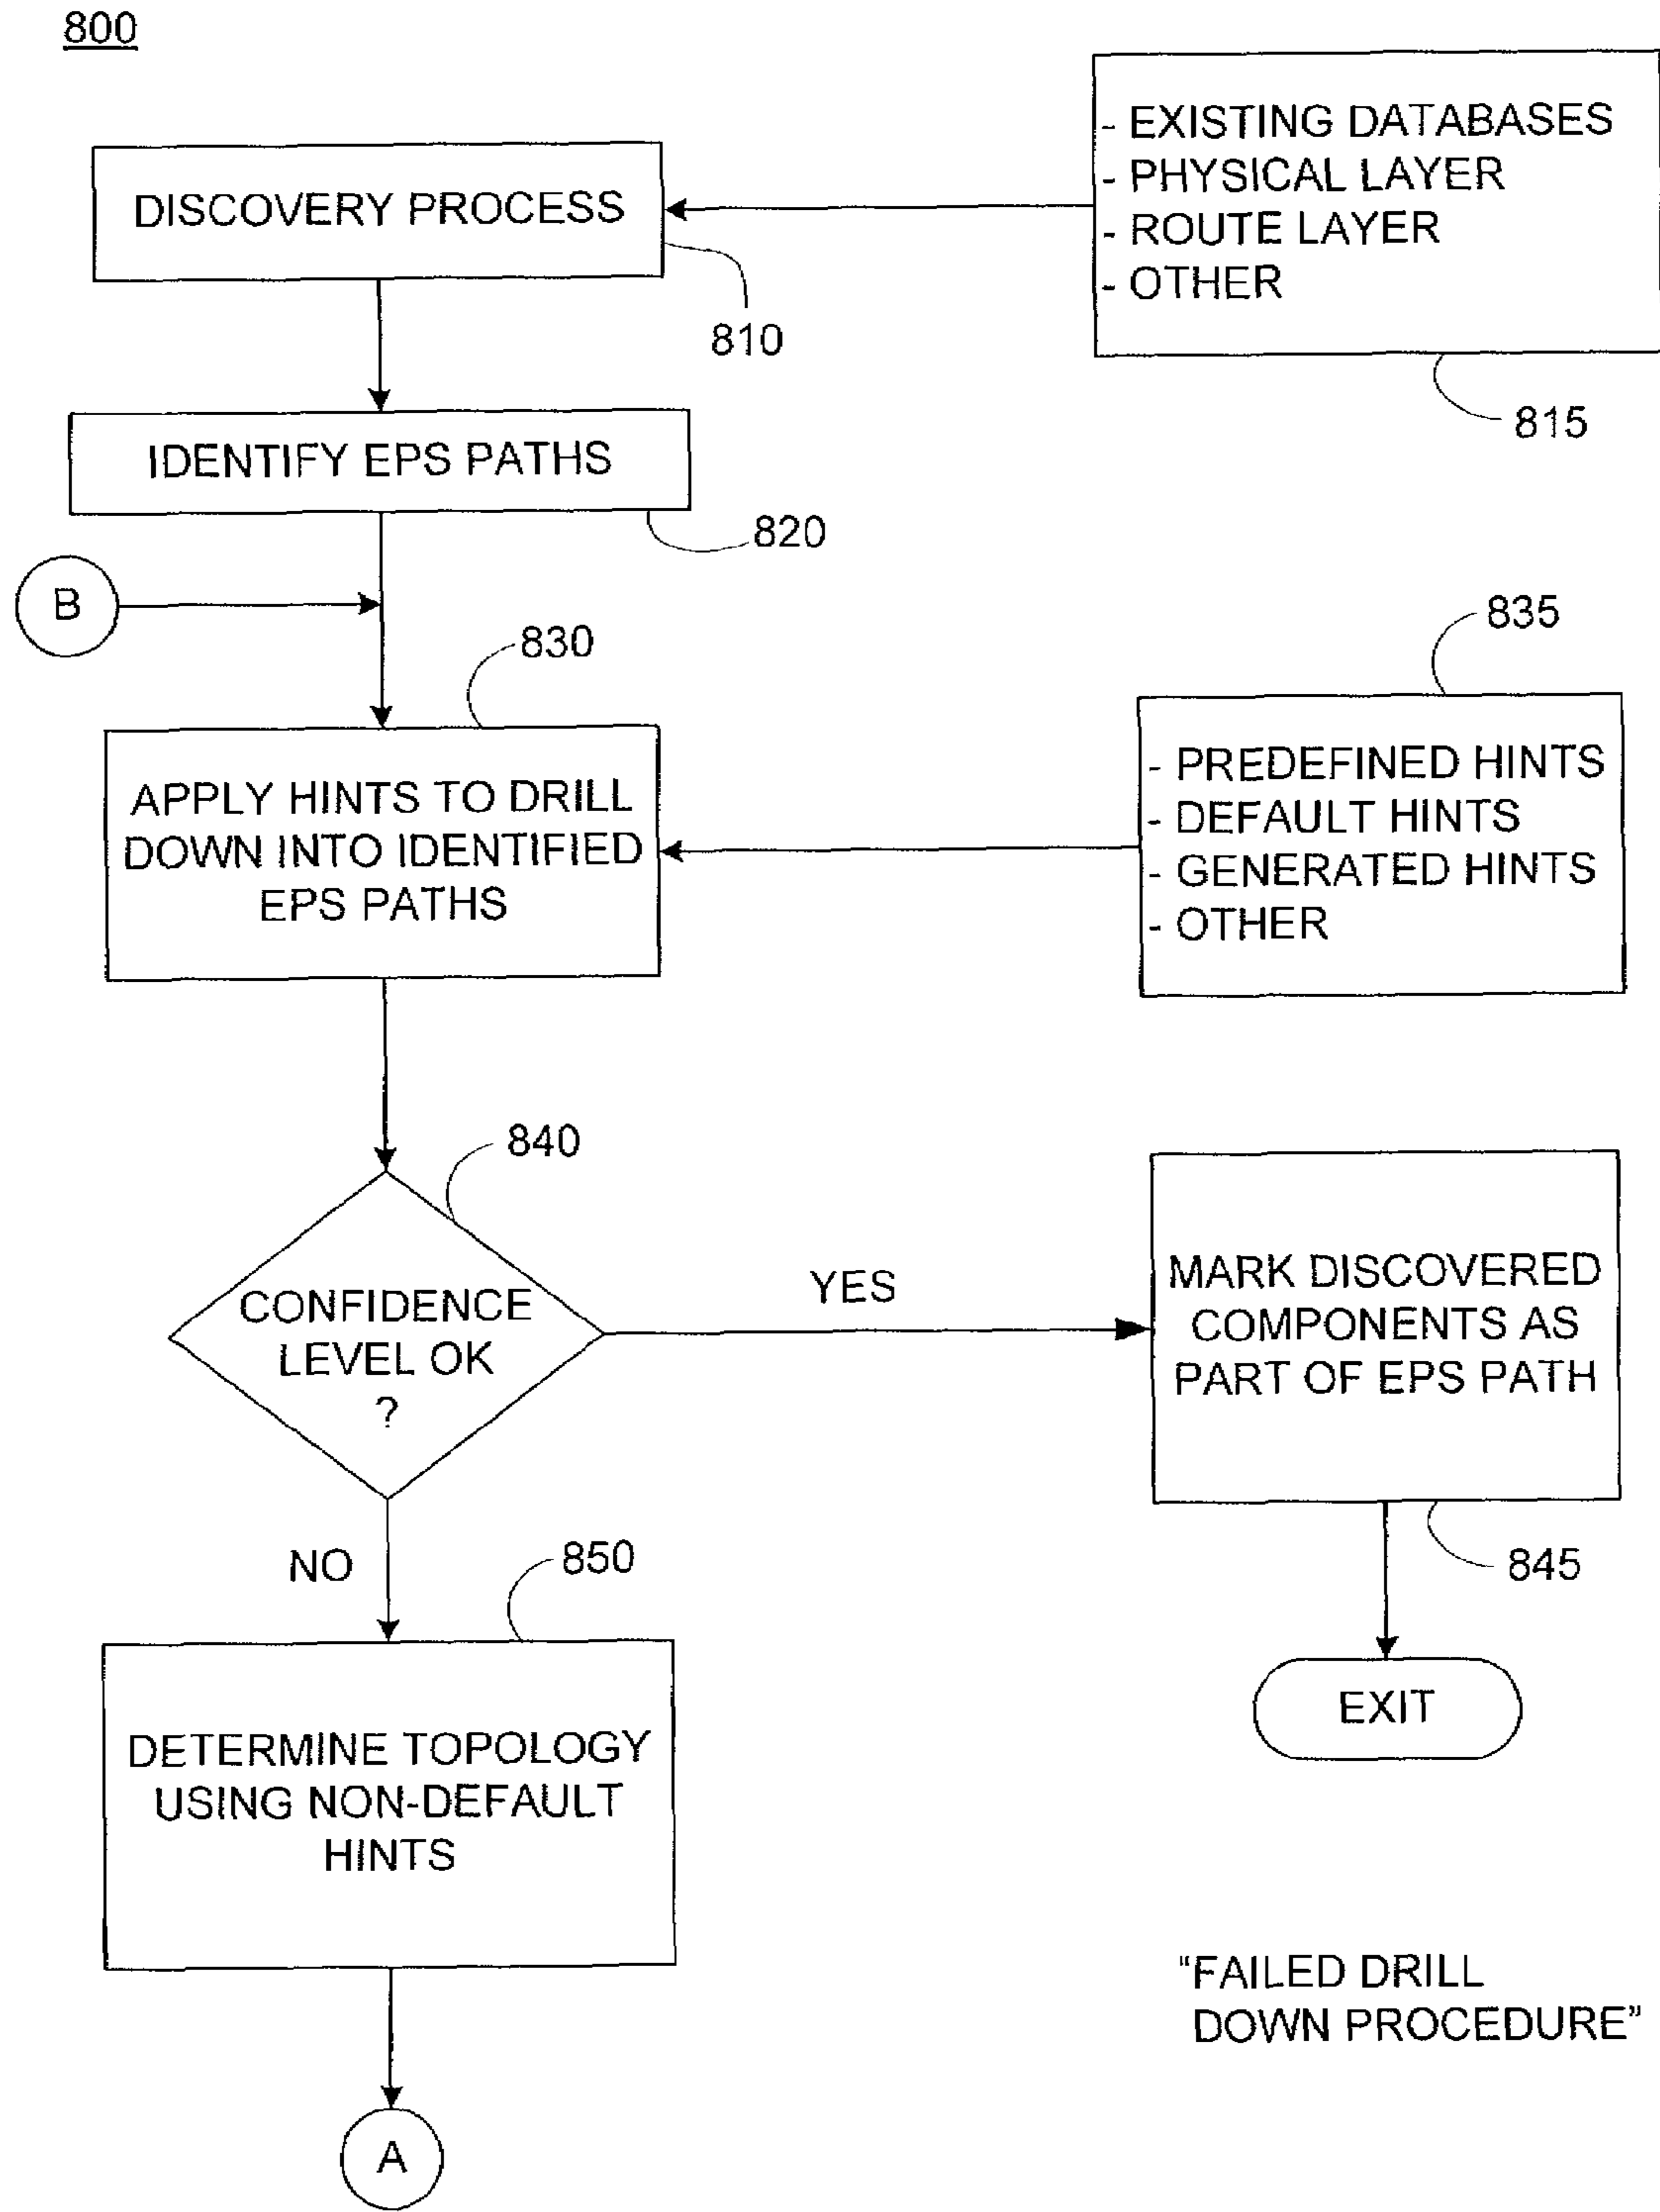 800
- EXISTING DATABASES
- PHYSICAL LAYER
- ROUTE LAYER
- OTHER
815
DISCOVERY PROCESS
810
IDENTIFY EPS PATHS
820
B
830
835
APPLY HINTS TO DRILL
DOWN INTO IDENTIFIED
EPS PATHS
- PREDEFINED HINTS
- DEFAULT HINTS
- GENERATED HINTS
- OTHER
840
CONFIDENCE
LEVEL OK
?
YES
MARK DISCOVERED
COMPONENTS AS
PART OF EPS PATH
845
NO
850
EXIT
DETERMINE TOPOLOGY
USING NON-DEFAULT
HINTS
"FAILED DRILL
DOWN PROCEDURE"
A